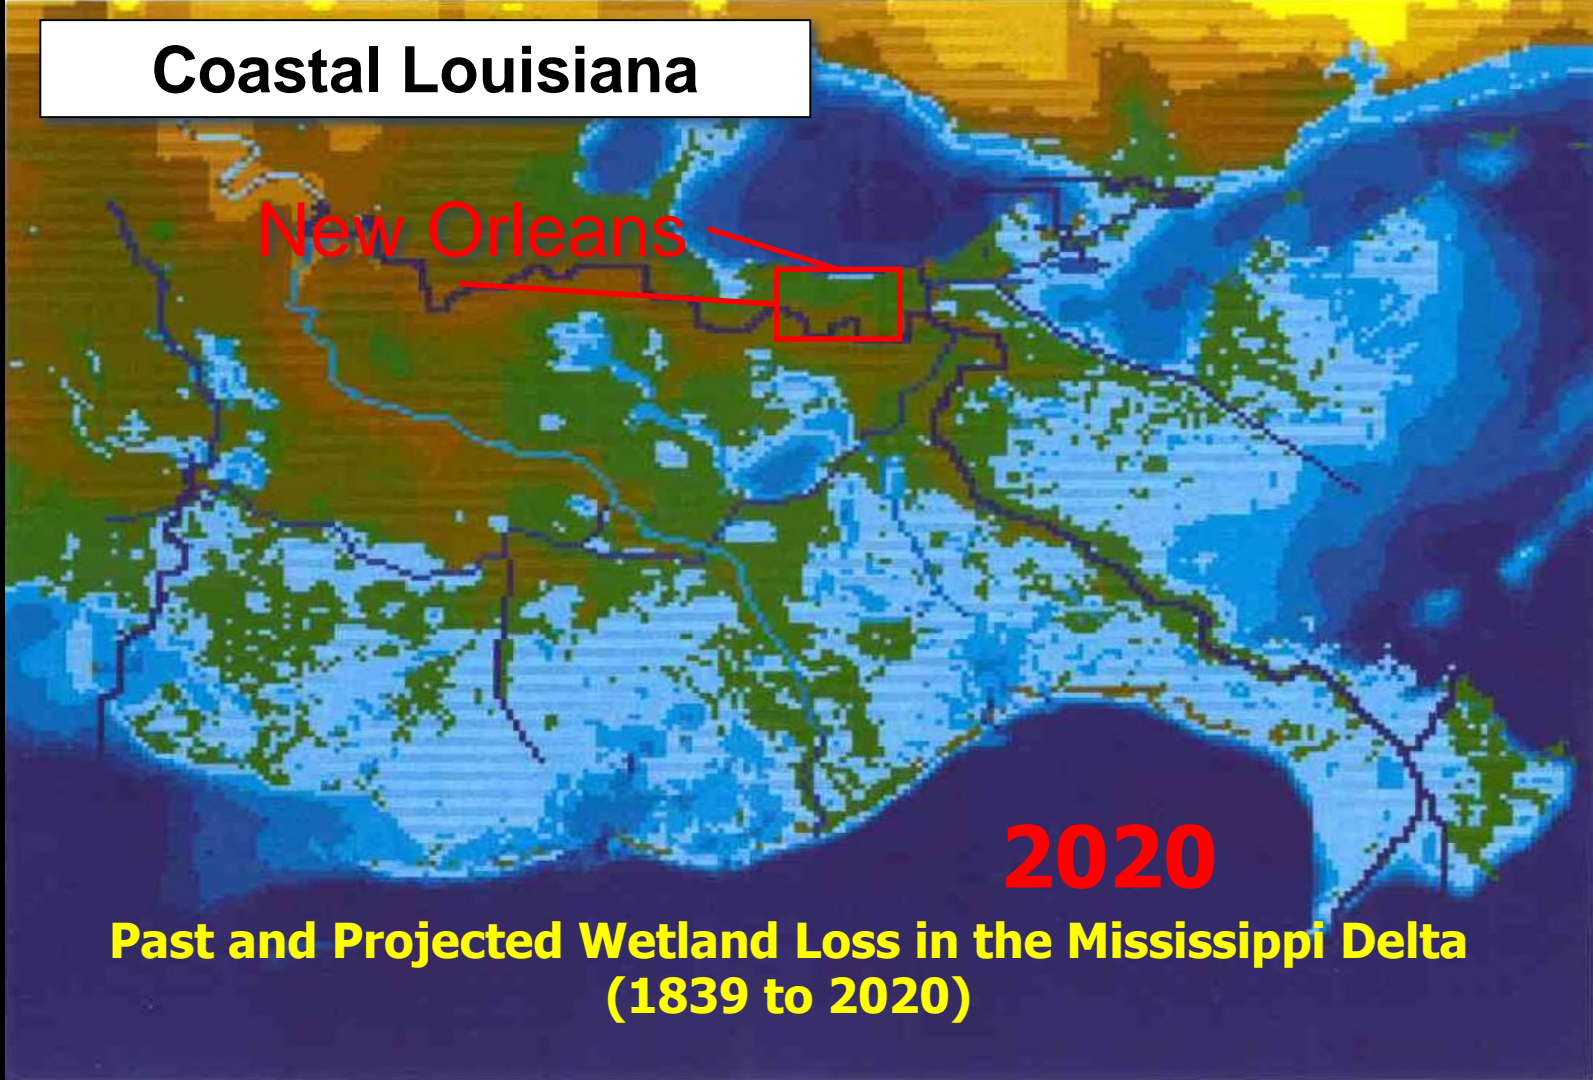 Coastal Louisiana
New Orleans
2020
Past and Projected Wetland Loss in the Mississippi Delta
(1839 to 2020)